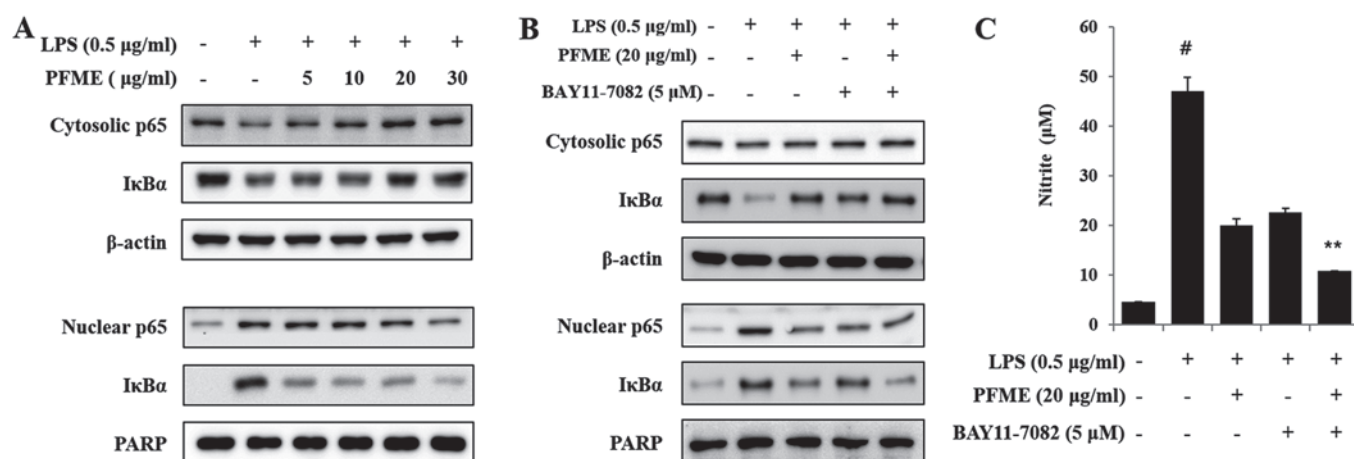 A
LPS (0.5 µg/ml) - + + + + +
PFME ( µg/ml) - - 5 10 20 30
Cytosolic p65
IκBα
β-actin
Nuclear p65
IκBα
PARP
B
LPS (0.5 µg/ml) - + + + +
PFME (20 µg/ml) - - + - +
BAY11-7082 (5 µM) - - - + +
Cytosolic p65
IκBα
β-actin
Nuclear p65
IκBα
PARP
C
60
50
40
30
20
10
0
Nitrite (µM)
#
**
LPS (0.5 µg/ml) - + + + +
PFME (20 µg/ml) - - + - +
BAY11-7082 (5 µM) - - - + +